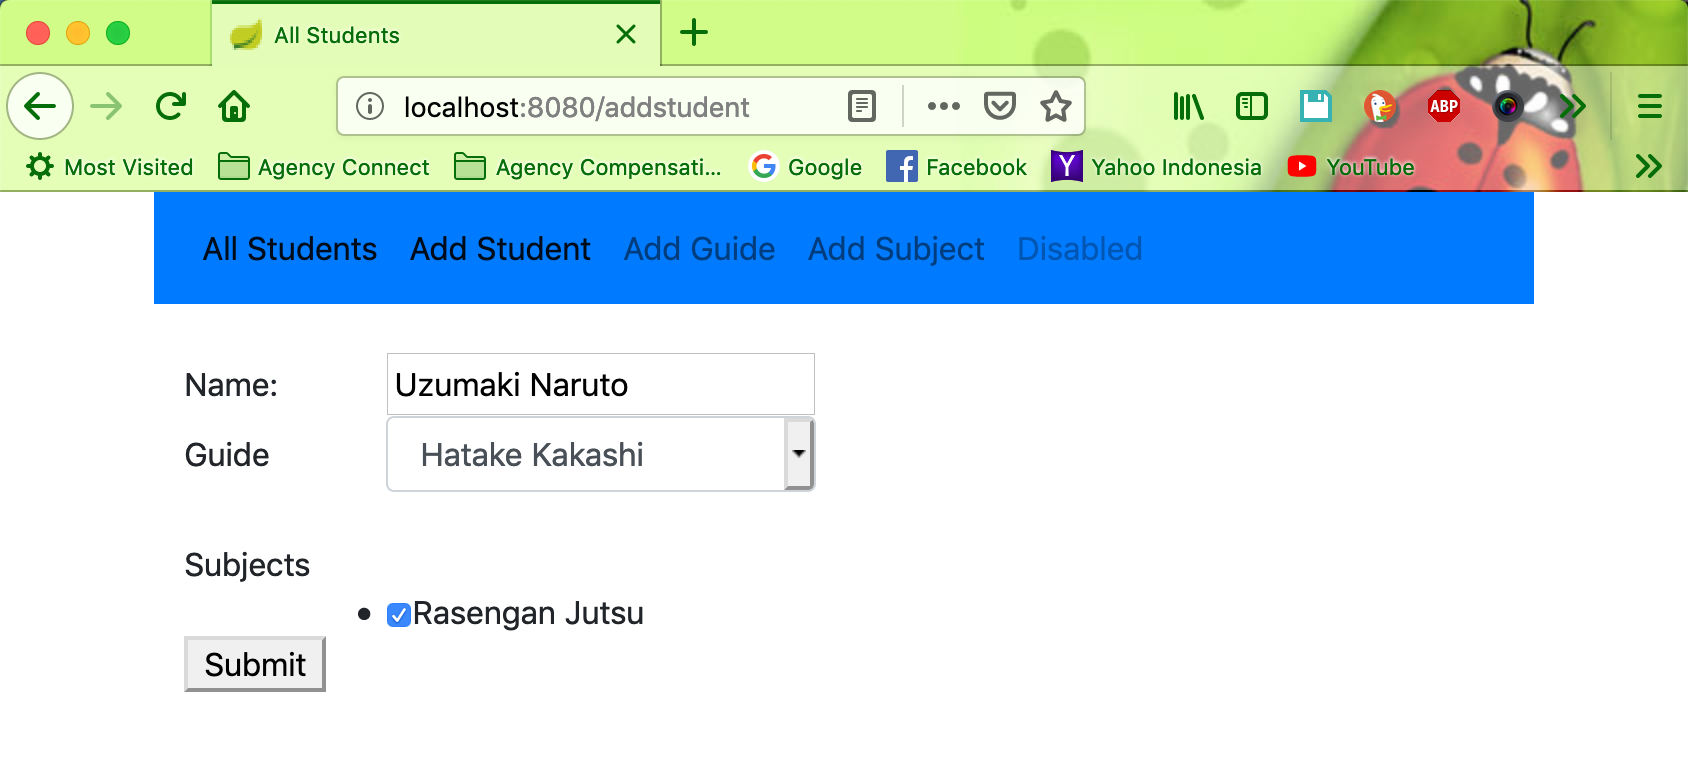 All Students
localhost:8080/addstudent
ABP
Most Visited Agency Connect Agency Compensati... G Google f Facebook Y Yahoo Indonesia YouTube
All Students Add Student Add Guide Add Subject Disabled
Name: Uzumaki Naruto
Guide Hatake Kakashi
Subjects
Rasengan Jutsu
Submit